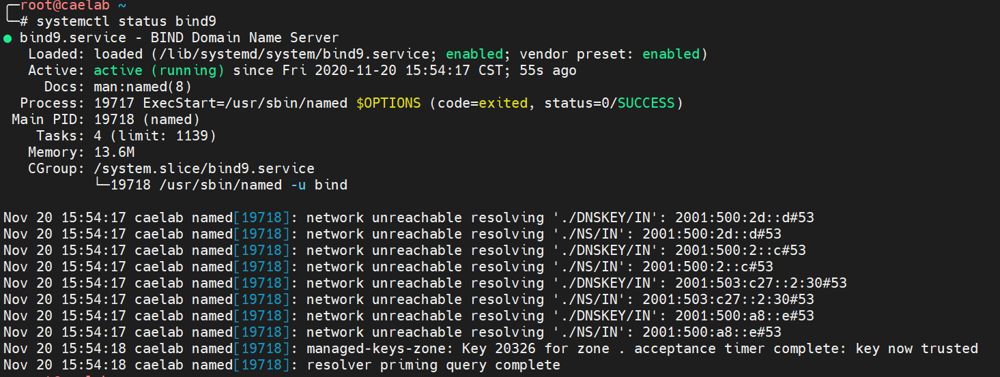 ╭─root@caelab ~
╰─# systemctl status bind9
● bind9.service - BIND Domain Name Server
   Loaded: loaded (/lib/systemd/system/bind9.service; enabled; vendor preset: enabled)
   Active: active (running) since Fri 2020-11-20 15:54:17 CST; 55s ago
     Docs: man:named(8)
  Process: 19717 ExecStart=/usr/sbin/named $OPTIONS (code=exited, status=0/SUCCESS)
 Main PID: 19718 (named)
    Tasks: 4 (limit: 1139)
   Memory: 13.6M
   CGroup: /system.slice/bind9.service
           └─19718 /usr/sbin/named -u bind
Nov 20 15:54:17 caelab named[19718]: network unreachable resolving './DNSKEY/IN': 2001:500:2d::d#53
Nov 20 15:54:17 caelab named[19718]: network unreachable resolving './NS/IN': 2001:500:2d::d#53
Nov 20 15:54:17 caelab named[19718]: network unreachable resolving './DNSKEY/IN': 2001:500:2::c#53
Nov 20 15:54:17 caelab named[19718]: network unreachable resolving './NS/IN': 2001:500:2::c#53
Nov 20 15:54:17 caelab named[19718]: network unreachable resolving './DNSKEY/IN': 2001:503:c27::2:30#53
Nov 20 15:54:17 caelab named[19718]: network unreachable resolving './NS/IN': 2001:503:c27::2:30#53
Nov 20 15:54:17 caelab named[19718]: network unreachable resolving './DNSKEY/IN': 2001:500:a8::e#53
Nov 20 15:54:17 caelab named[19718]: network unreachable resolving './NS/IN': 2001:500:a8::e#53
Nov 20 15:54:18 caelab named[19718]: managed-keys-zone: Key 20326 for zone . acceptance timer complete: key now trusted
Nov 20 15:54:18 caelab named[19718]: resolver priming query complete